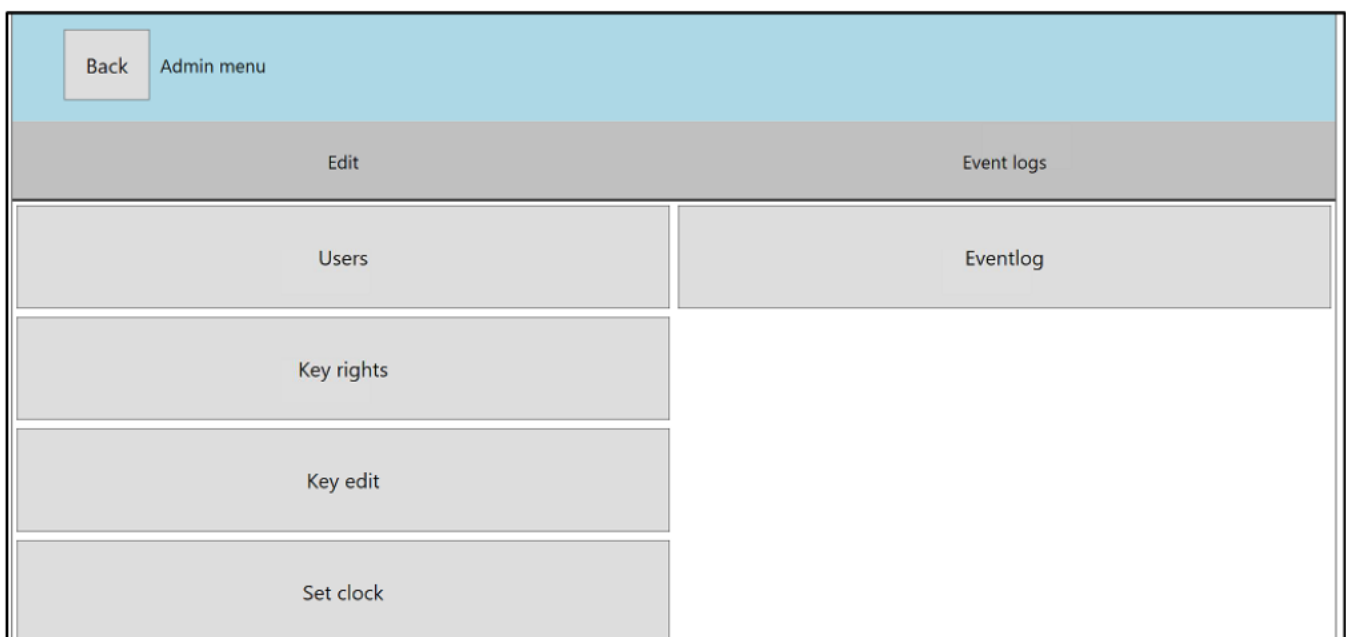 Back Admin menu
Edit Event logs
Users Eventlog
Key rights
Key edit
Set clock